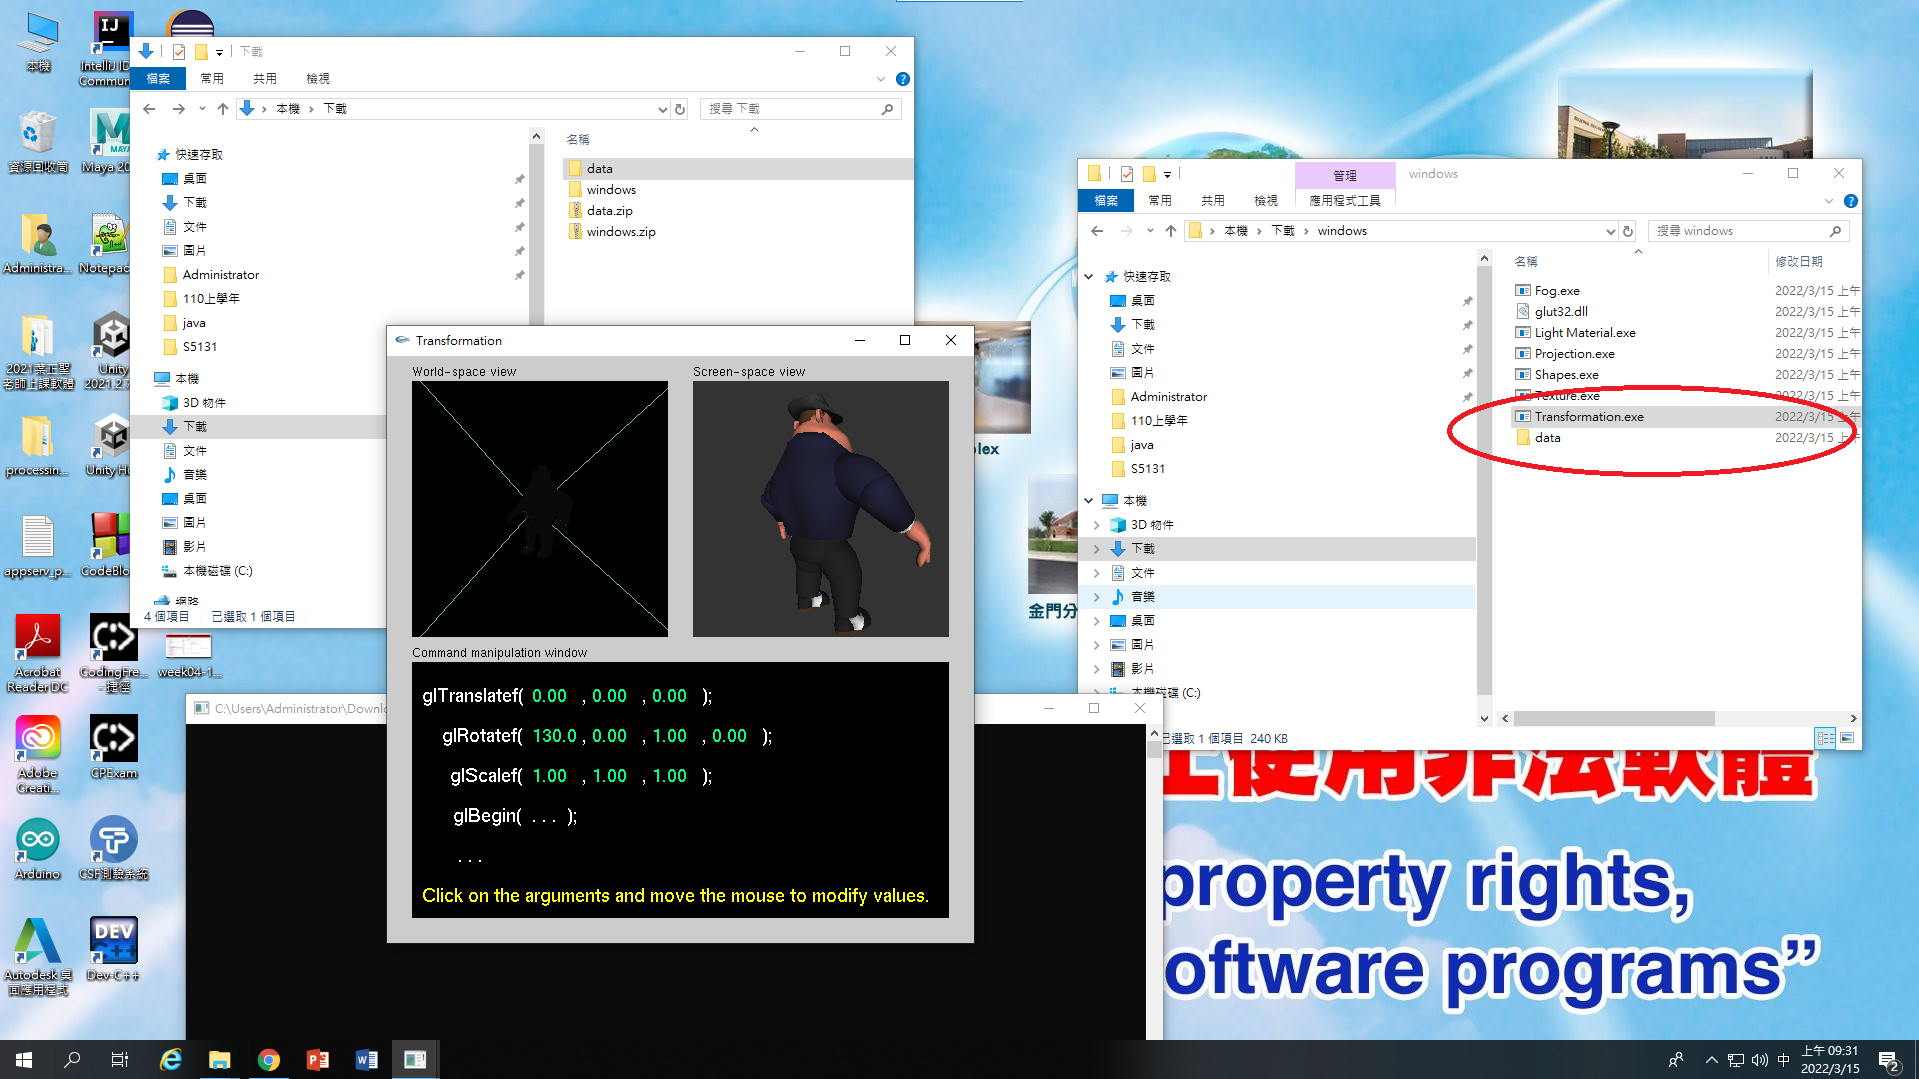 本機
IntelliJ ID...
Commun...
資源回收筒
Maya 20
Administra...
Notepad
2021葉正聖
老師上課軟體
Unity
2021.2.7
processin...
Unity Hu
appserv_p...
CodeBlo
Acrobat
Reader DC
CodingFre...
- 捷徑
week04-1...
Adobe
Creati...
CPExam
Arduino
CSF測驗系統
Autodesk 桌
面應用程式
Dev-C++
下載
檔案
常用
共用
檢視
本機 › 下載
搜尋 下載
名稱
快速存取
桌面
下載
文件
圖片
Administrator
110上學年
java
S5131
本機
3D 物件
下載
文件
音樂
桌面
圖片
影片
本機磁碟 (C:)
網路
data
windows
data.zip
windows.zip
4 個項目
已選取 1 個項目
Transformation
World-space view
Screen-space view
Command manipulation window
glTranslatef( 0.00 , 0.00 , 0.00 );
glRotatef( 130.0 , 0.00 , 1.00 , 0.00 );
glScalef( 1.00 , 1.00 , 1.00 );
glBegin( . . . );
. . .
Click on the arguments and move the mouse to modify values.
C:\Users\Administrator\Downlo
管理
windows
檔案
常用
共用
檢視
應用程式工具
本機 › 下載 › windows
搜尋 windows
名稱
修改日期
快速存取
桌面
下載
文件
圖片
Administrator
110上學年
java
S5131
本機
3D 物件
下載
文件
音樂
桌面
圖片
影片
本機磁碟 (C:)
Fog.exe 2022/3/15 上午
glut32.dll 2022/3/15 上午
Light Material.exe 2022/3/15 上午
Projection.exe 2022/3/15 上午
Shapes.exe 2022/3/15 上午
Texture.exe 2022/3/15 上午
Transformation.exe 2022/3/15 上午
data 2022/3/15 上午
已選取 1 個項目 240 KB
plex
金門分
使用非法軟體
property rights,
oftware programs”
中
上午 09:31
2022/3/15
2